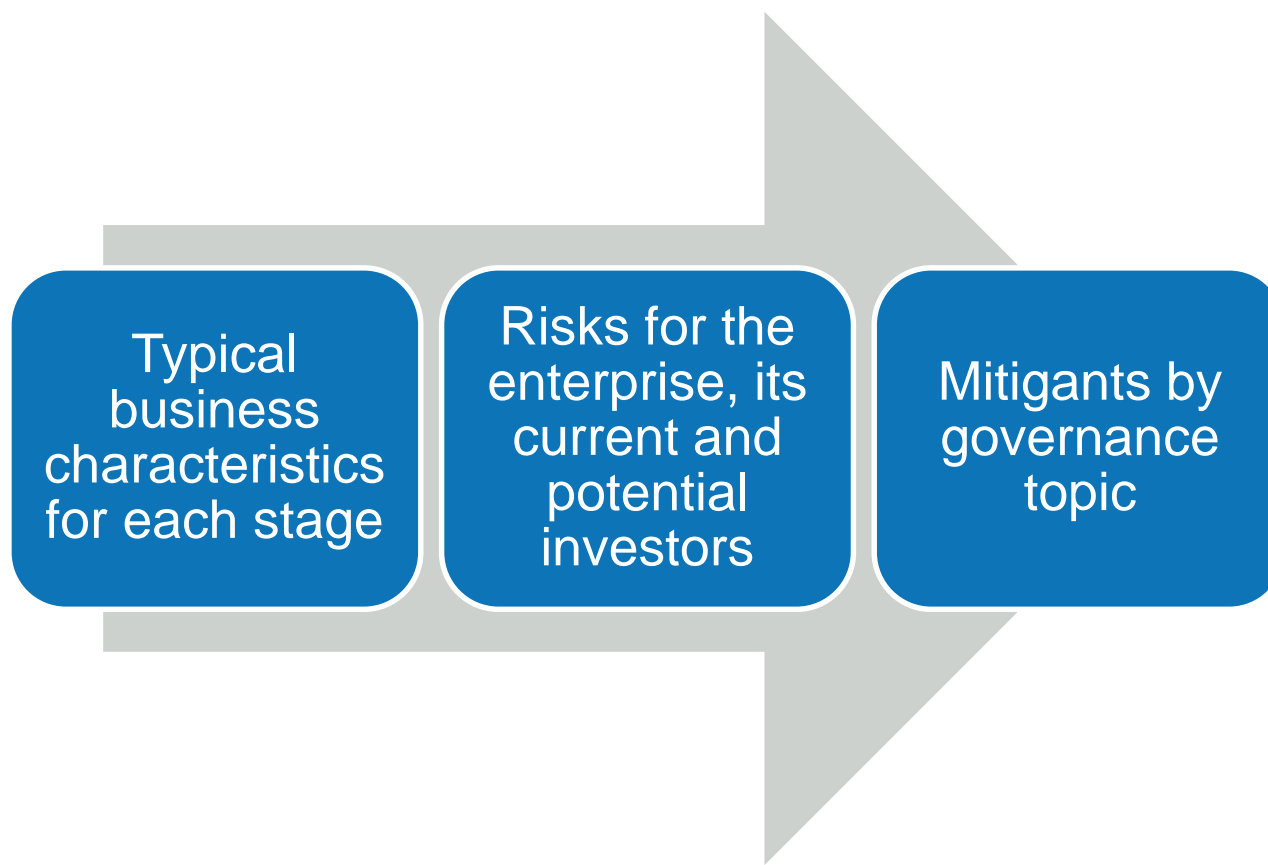 Typical
business
characteristics
for each stage
Risks for the
enterprise, its
current and
potential
investors
Mitigants by
governance
topic